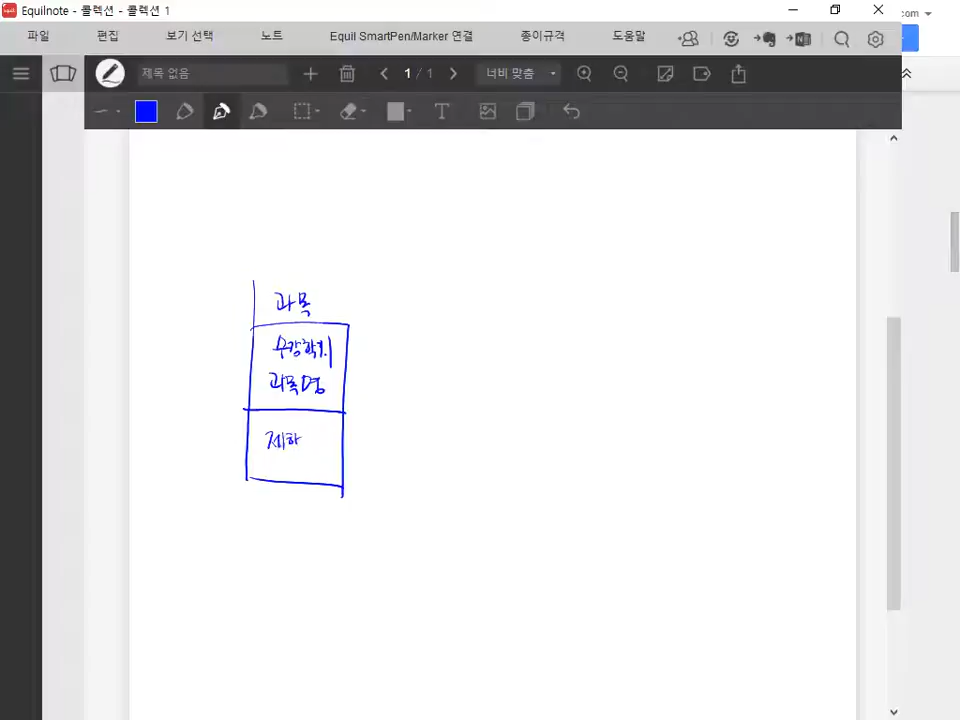 Equilnote - 콜렉션 - 콜렉션 1
com
파일 편집 보기 선택 노트 Equil SmartPen/Marker 연결 종이규격 도움말
제목 없음 1 / 1 너비 맞춤
과목
수강학기
과목명
제하